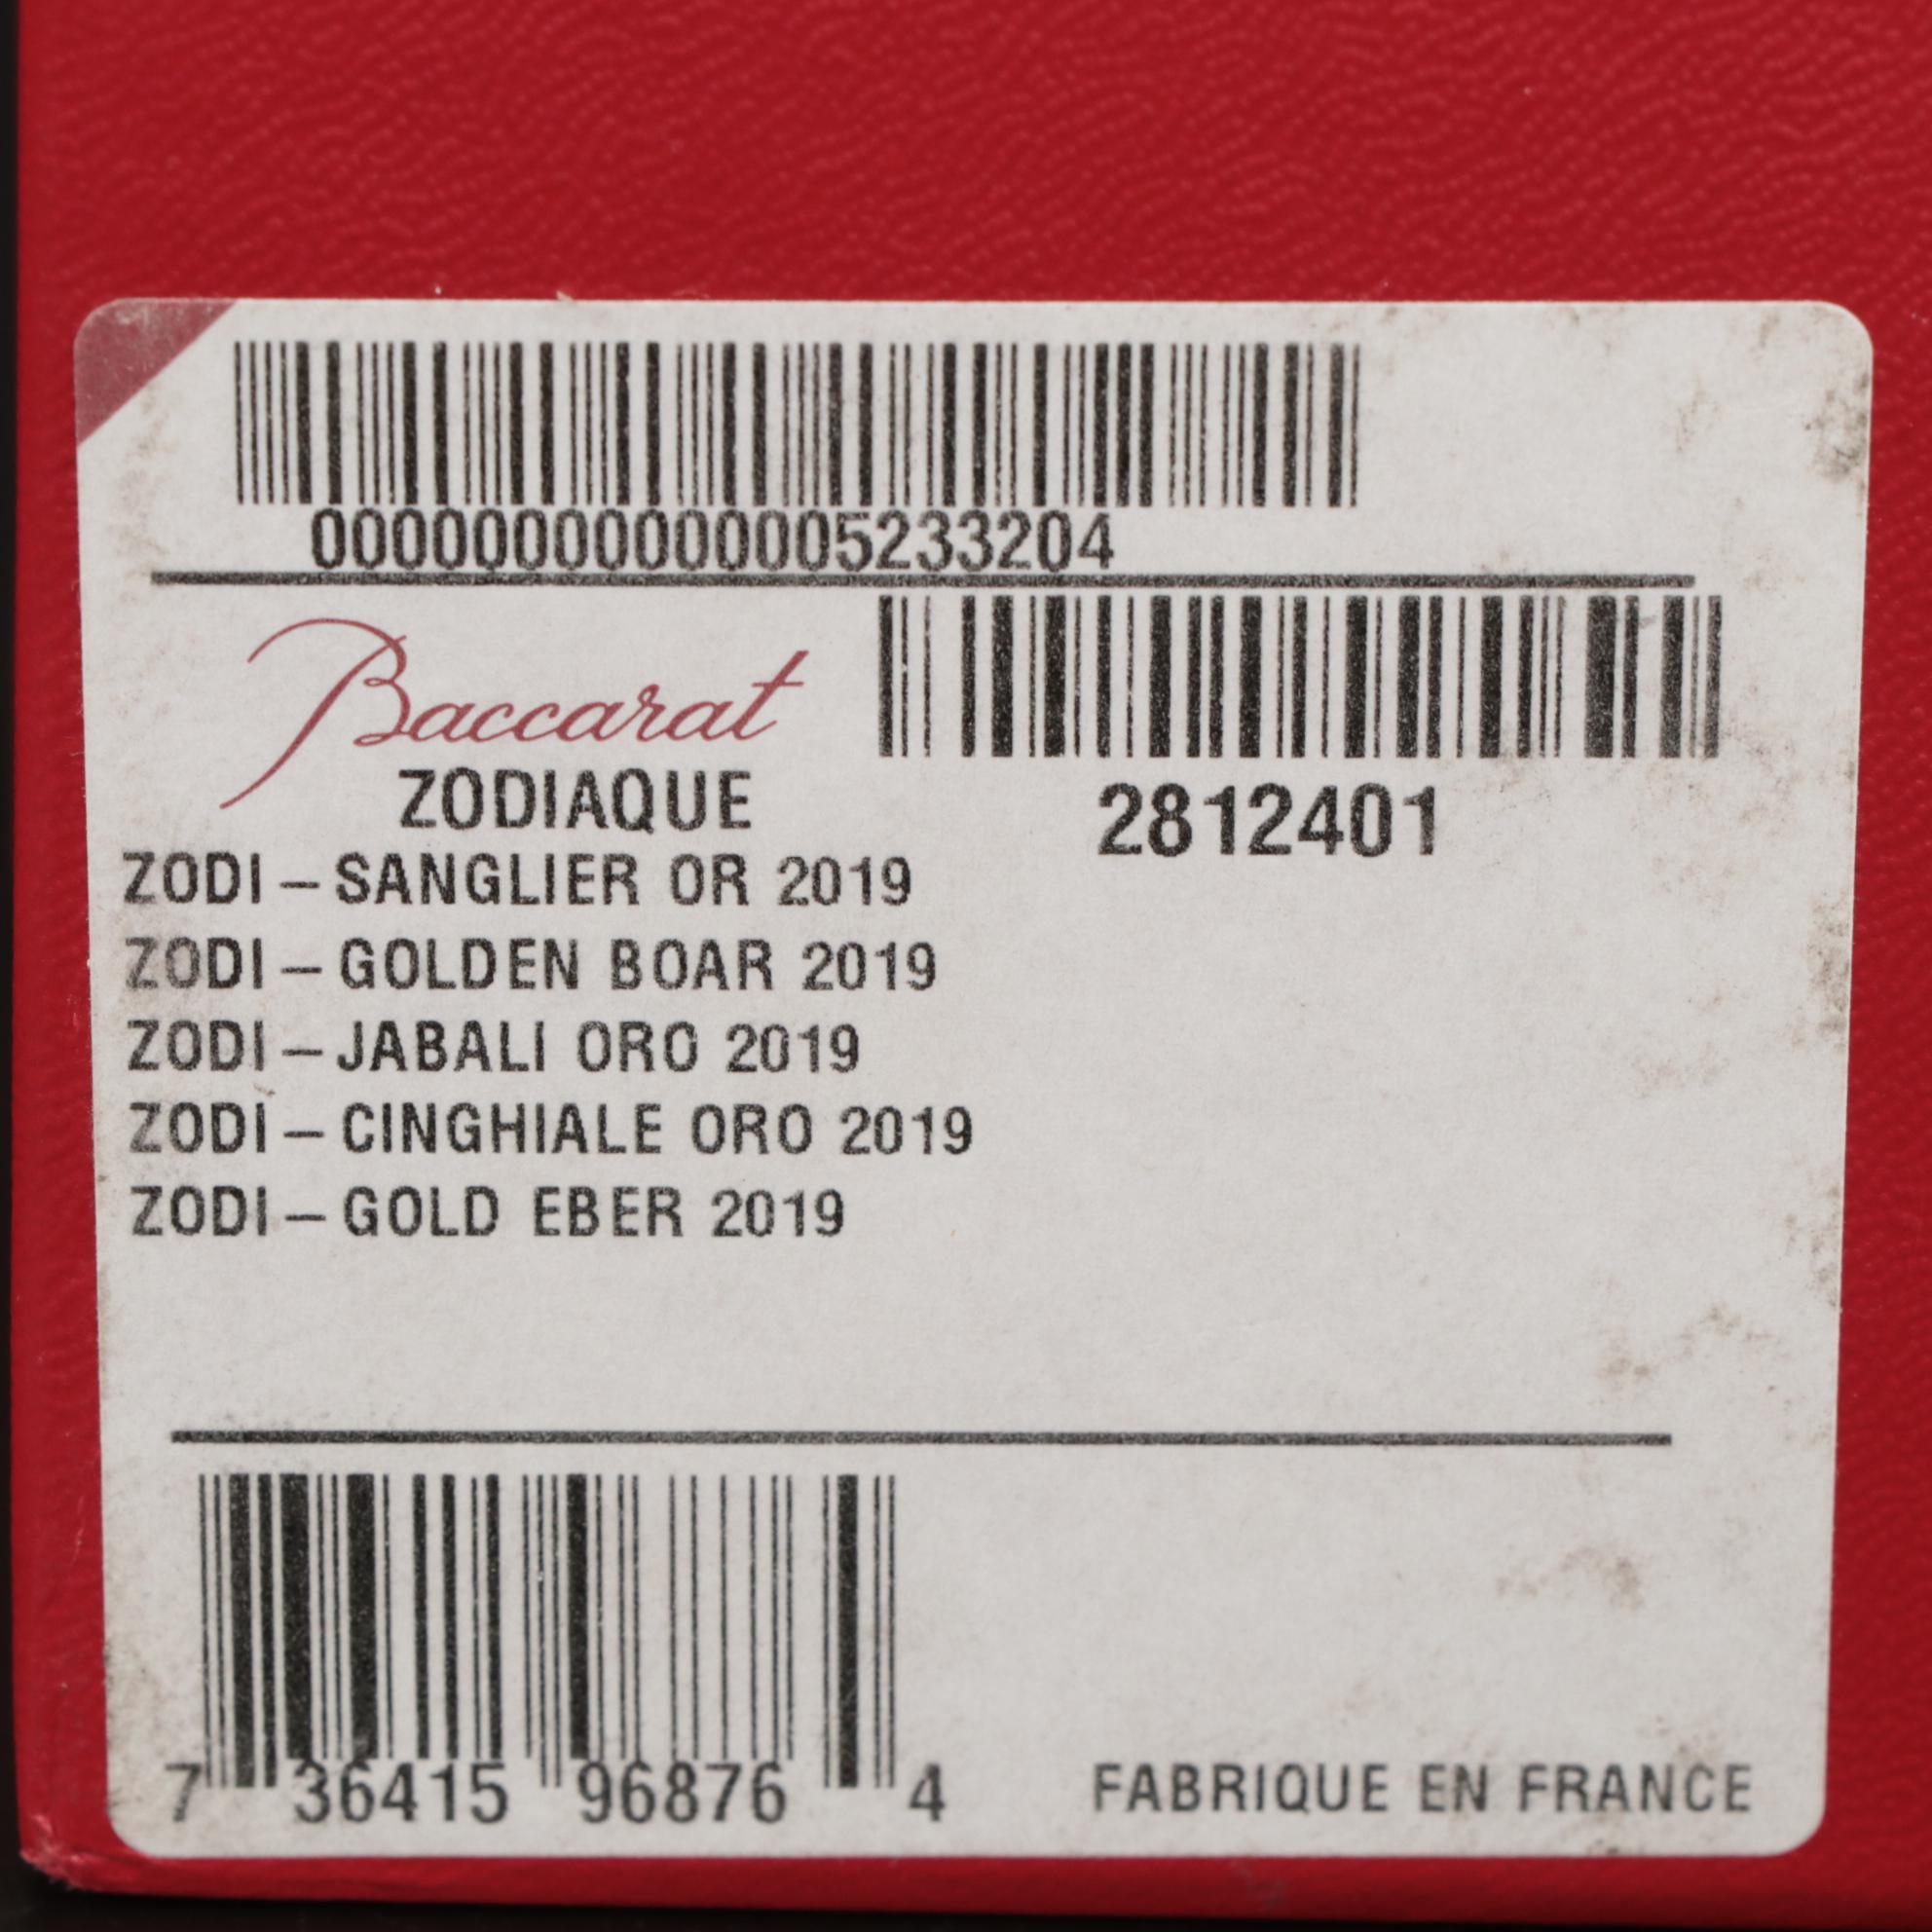 00000000000005233204
Baccarat
ZODIAQUE
2812401
ZODI-SANGLIER OR 2019
ZODI-GOLDEN BOAR 2019
ZODI-JABALI ORO 2019
ZODI-CINGHIALE ORO 2019
ZODI-GOLD EBER 2019
7 36415 96876 4
FABRIQUE EN FRANCE